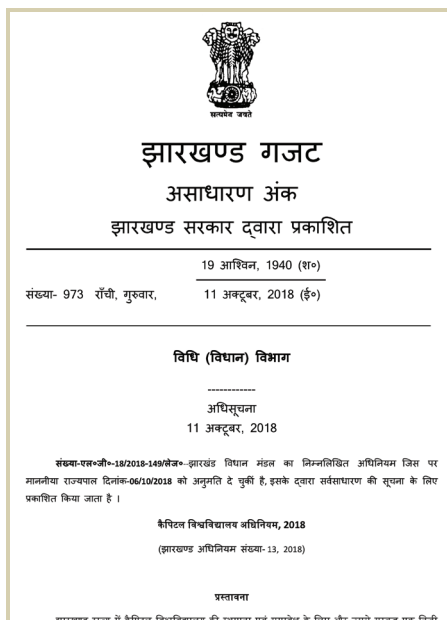 सत्यमेव जयते
झारखण्ड गजट
असाधारण अंक
झारखण्ड सरकार द्वारा प्रकाशित
19 आश्विन, 1940 (श०)
संख्या- 973 राँची, गुरुवार, 11 अक्टूबर, 2018 (ई०)
विधि (विधान) विभाग
------------
अधिसूचना
11 अक्टूबर, 2018
संख्या-एल०जी०-18/2018-149/लेज०--झारखंड विधान मंडल का निम्नलिखित अधिनियम जिस पर
माननीया राज्यपाल दिनांक-06/10/2018 को अनुमति दे चुकीं है, इसके द्वारा सर्वसाधारण की सूचना के लिए
प्रकाशित किया जाता है ।
कैपिटल विश्वविद्यालय अधिनियम, 2018
(झारखण्ड अधिनियम संख्या- 13, 2018)
प्रस्तावना